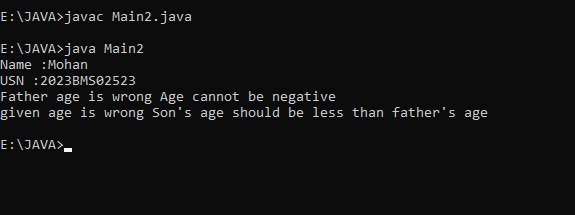 E:\JAVA>javac Main2.java
E:\JAVA>java Main2
Name :Mohan
USN :2023BMS02523
Father age is wrong Age cannot be negative
given age is wrong Son's age should be less than father's age
E:\JAVA>